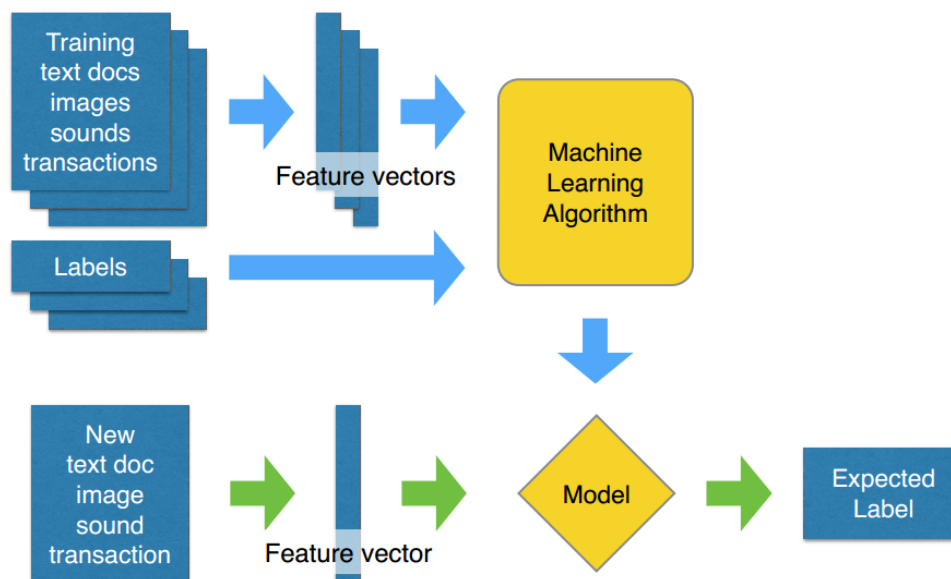 Training
text docs
images
sounds
transactions
Feature vectors
Machine
Learning
Algorithm
Labels
New
text doc
image
sound
transaction
Feature vector
Model
Expected
Label